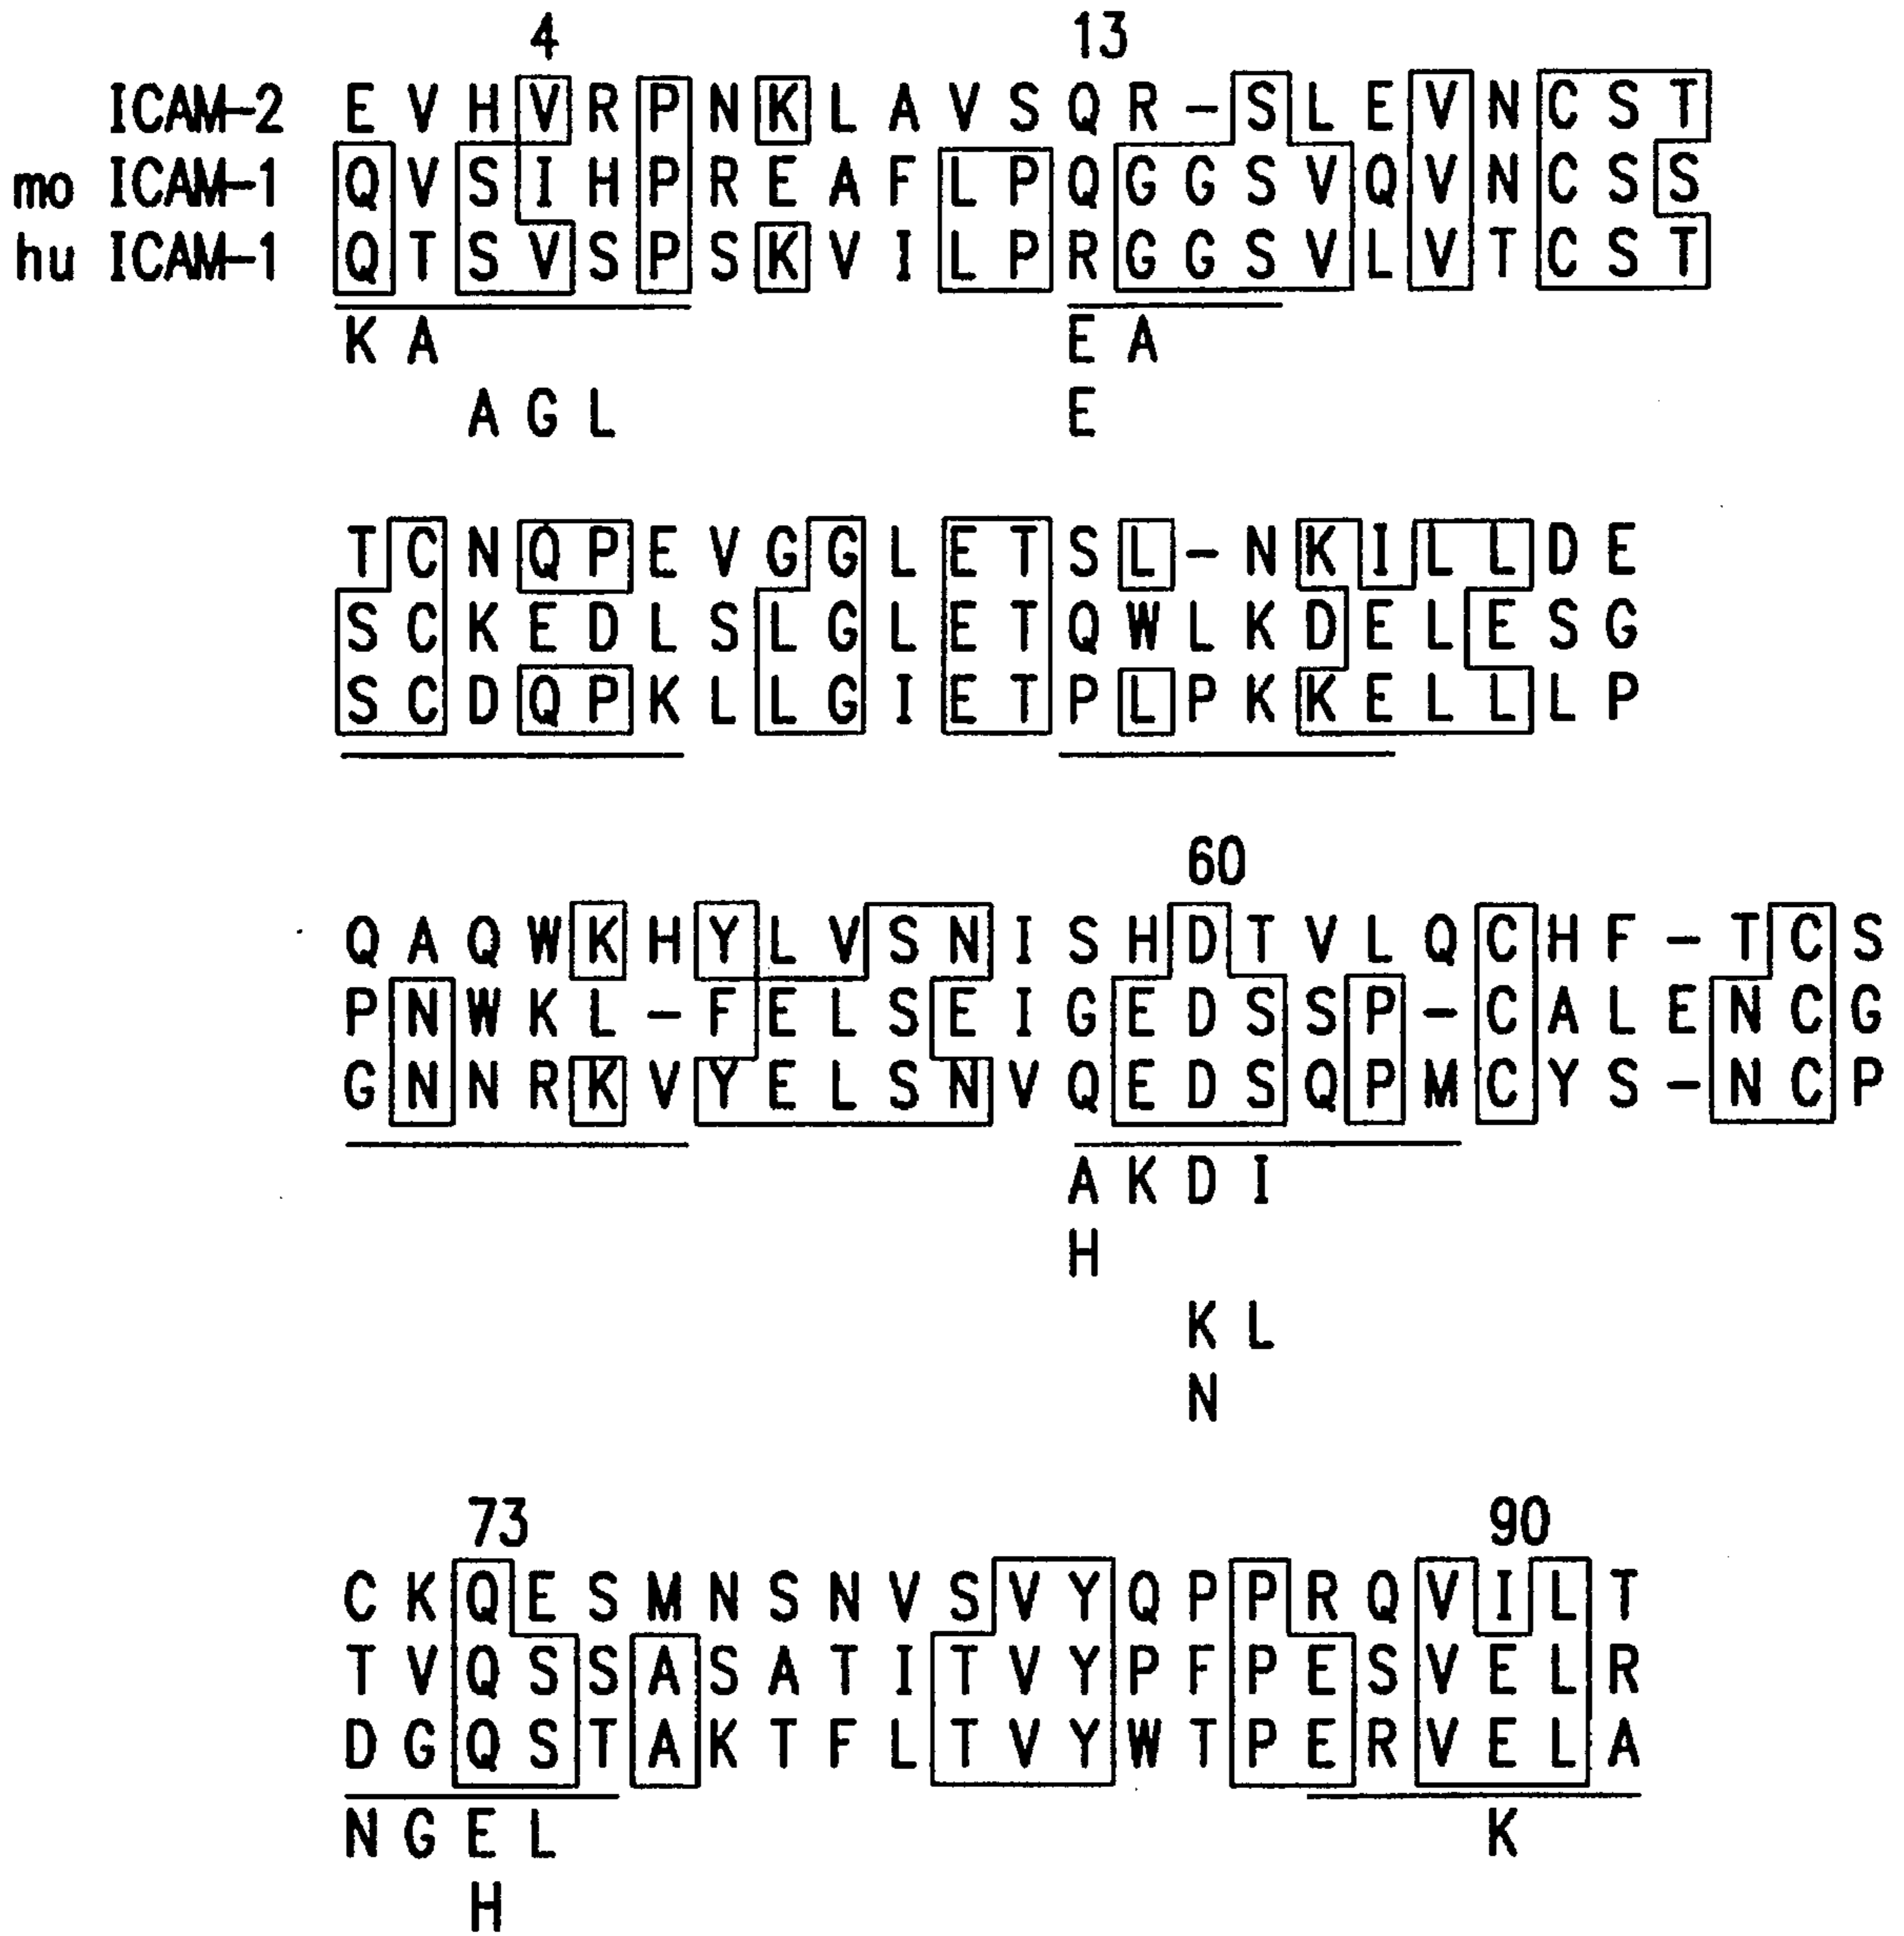 4 13
ICAM-2 E V H V R P N K L A V S Q R - S L E V N C S T
mo ICAM-1 Q V S I H P R E A F L P Q G G S V Q V N C S S
hu ICAM-1 Q T S V S P S K V I L P R G G S V L V T C S T
K A E A
A G L E
T C N Q P E V G G L E T S L - N K I L L D E
S C K E D L S L G L E T Q W L K D E L E S G
S C D Q P K L L G I E T P L P K K E L L L P
60
Q A Q W K H Y L V S N I S H D T V L Q C H F - T C S
P N W K L - F E L S E I G E D S S P - C A L E N C G
G N N R K V Y E L S N V Q E D S Q P M C Y S - N C P
A K D I
H
K L
N
73 90
C K Q E S M N S N V S V Y Q P P R Q V I L T
T V Q S S A S A T I T V Y P F P E S V E L R
D G Q S T A K T F L T V Y W T P E R V E L A
N G E L K
H